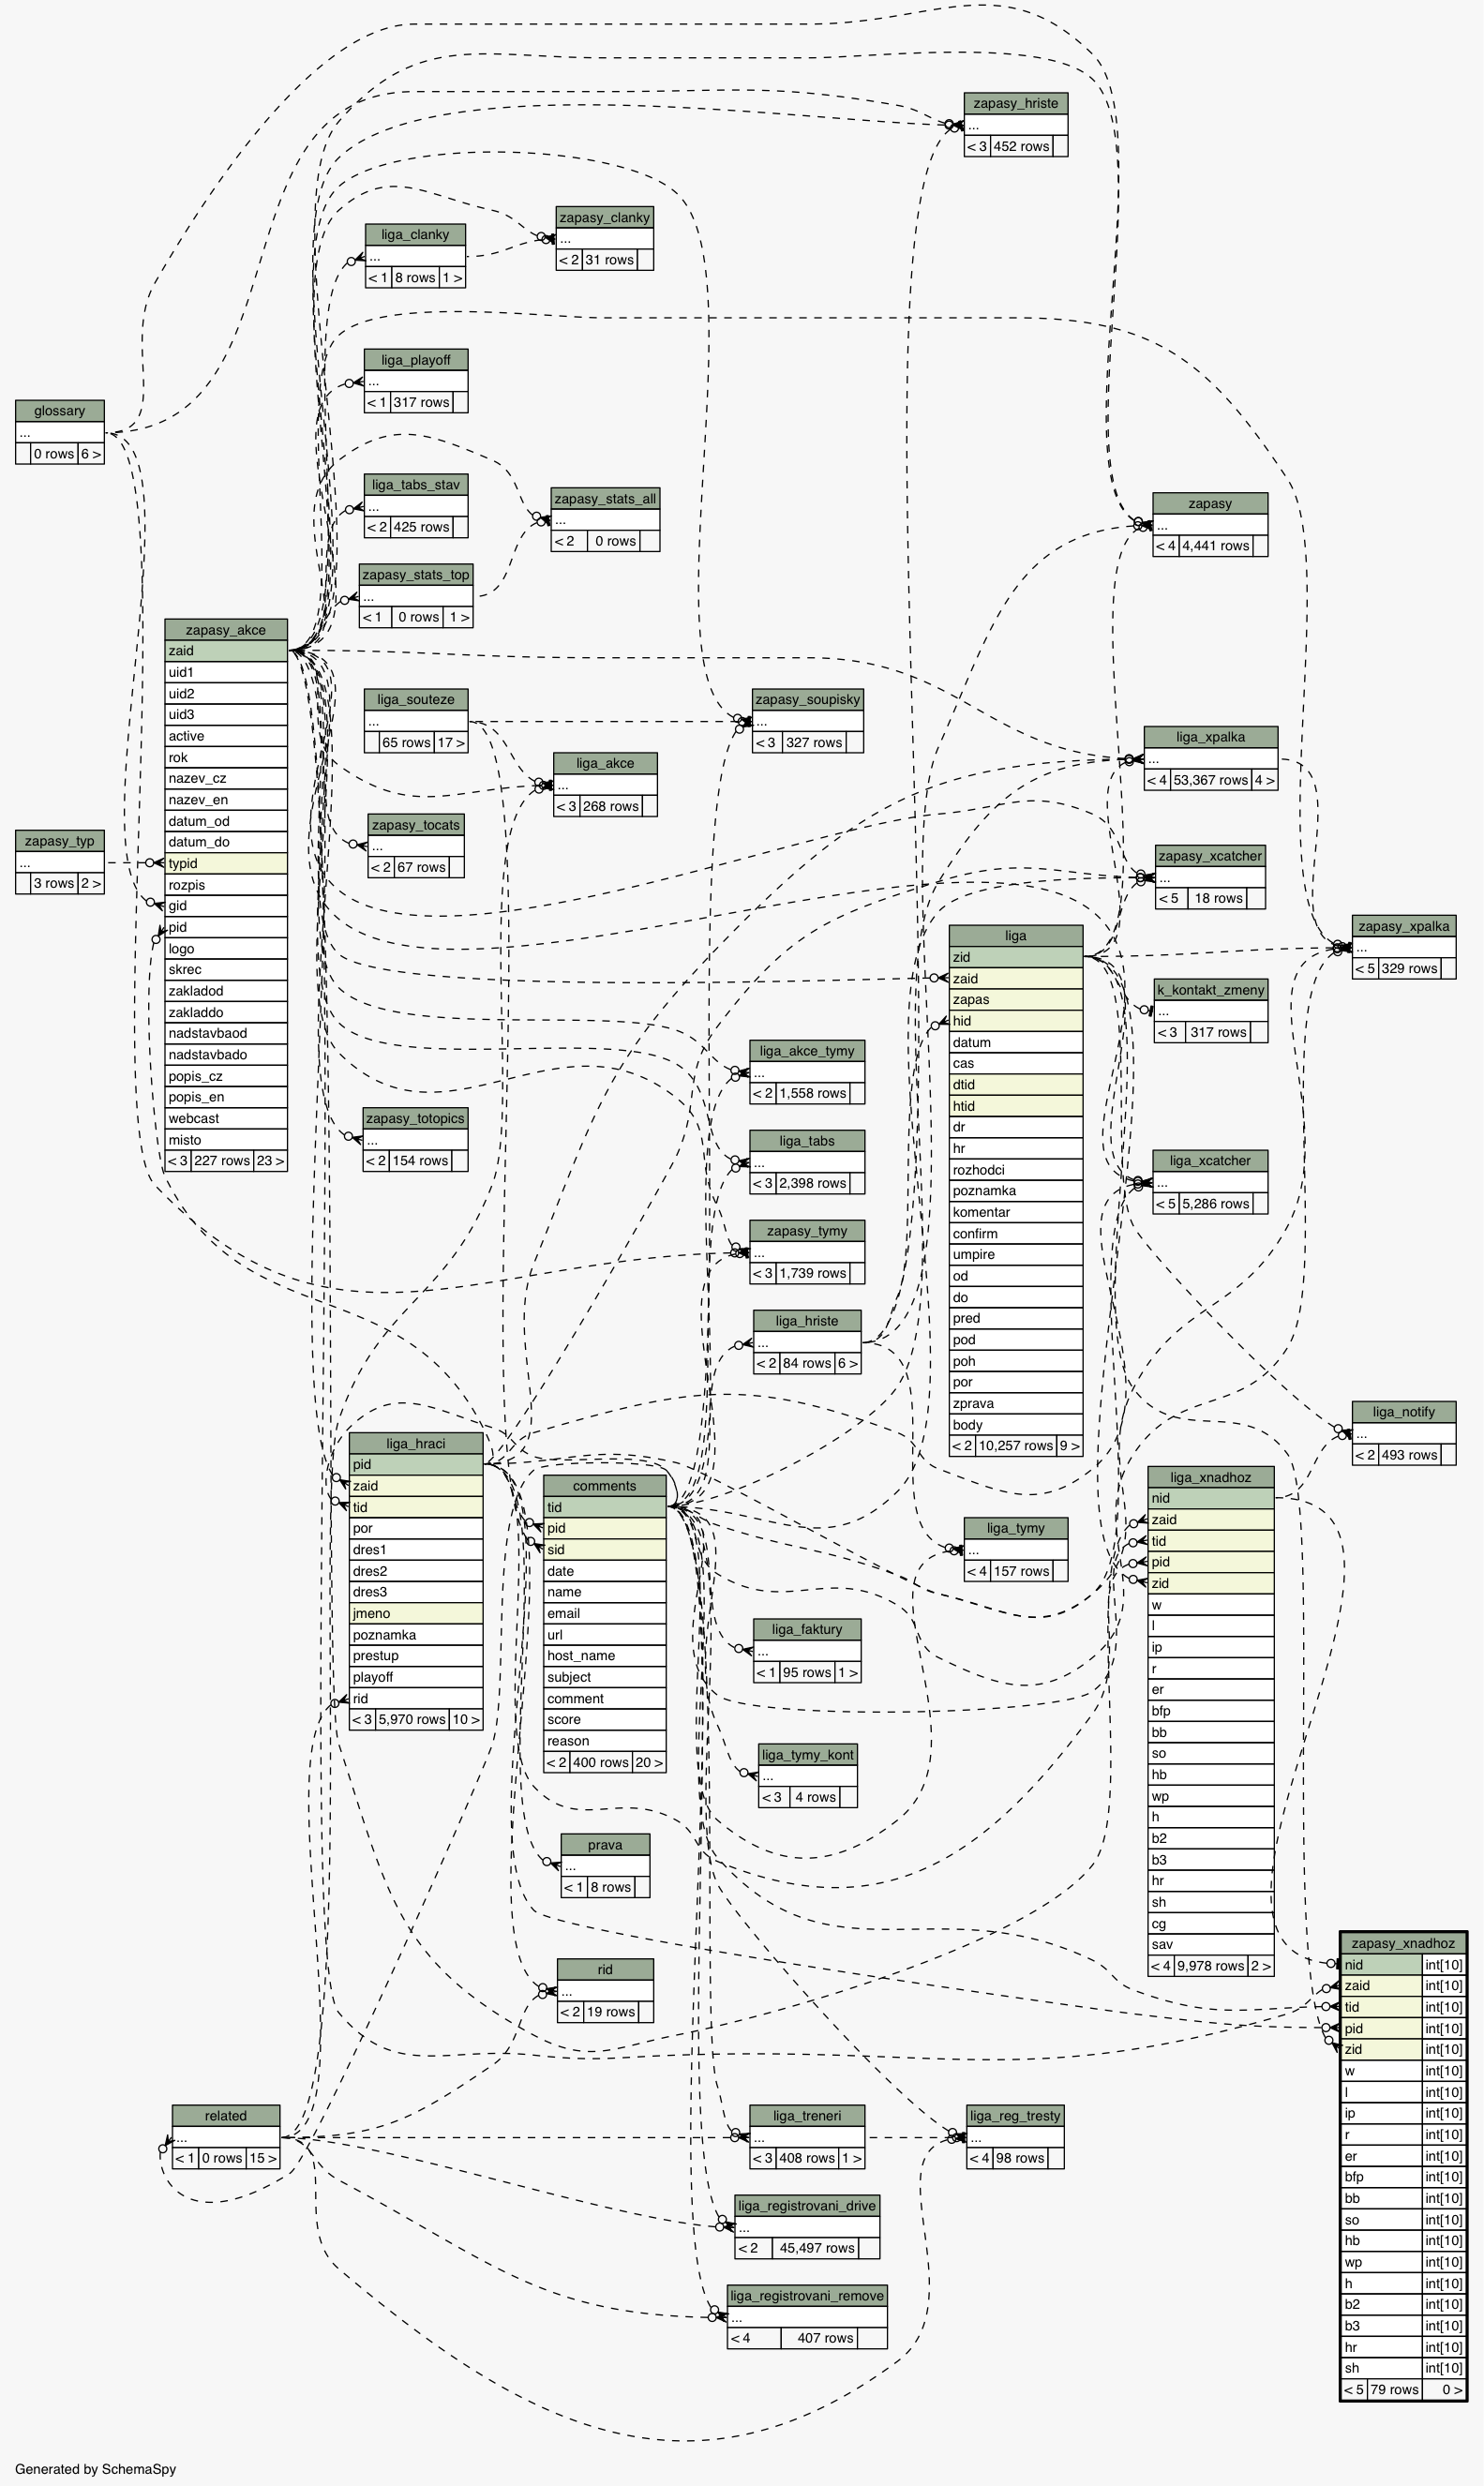 zapasy_hriste
...
< 3 452 rows
zapasy_clanky
...
< 2 31 rows
liga_clanky
...
< 1 8 rows 1 >
liga_playoff
...
< 1 317 rows
glossary
...
0 rows 6 >
liga_tabs_stav
...
< 2 425 rows
zapasy_stats_all
...
< 2 0 rows
zapasy
...
< 4 4,441 rows
zapasy_stats_top
...
< 1 0 rows 1 >
zapasy_akce
zaid
uid1
uid2
uid3
active
rok
nazev_cz
nazev_en
datum_od
datum_do
typid
rozpis
gid
pid
logo
skrec
zakladod
zakladdo
nadstavbaod
nadstavbado
popis_cz
popis_en
webcast
misto
< 3 227 rows 23 >
liga_souteze
...
65 rows 17 >
zapasy_soupisky
...
< 3 327 rows
liga_akce
...
< 3 268 rows
liga_xpalka
...
< 4 53,367 rows 4 >
zapasy_tocats
...
< 2 67 rows
zapasy_typ
...
3 rows 2 >
zapasy_xcatcher
...
< 5 18 rows
zapasy_xpalka
...
< 5 329 rows
liga
zid
zaid
zapas
hid
datum
cas
dtid
htid
dr
hr
rozhodci
poznamka
komentar
confirm
umpire
od
do
pred
pod
poh
por
zprava
body
< 2 10,257 rows 9 >
k_kontakt_zmeny
...
< 3 317 rows
liga_akce_tymy
...
< 2 1,558 rows
zapasy_totopics
...
< 2 154 rows
liga_tabs
...
< 3 2,398 rows
liga_xcatcher
...
< 5 5,286 rows
zapasy_tymy
...
< 3 1,739 rows
liga_hriste
...
< 2 84 rows 6 >
liga_notify
...
< 2 493 rows
liga_hraci
pid
zaid
tid
por
dres1
dres2
dres3
jmeno
poznamka
prestup
playoff
rid
< 3 5,970 rows 10 >
comments
tid
pid
sid
date
name
email
url
host_name
subject
comment
score
reason
< 2 400 rows 20 >
liga_xnadhoz
nid
zaid
tid
pid
zid
w
l
ip
r
er
bfp
bb
so
hb
wp
h
b2
b3
hr
sh
cg
sav
< 4 9,978 rows 2 >
liga_tymy
...
< 4 157 rows
liga_faktury
...
< 1 95 rows 1 >
liga_tymy_kont
...
< 3 4 rows
prava
...
< 1 8 rows
rid
...
< 2 19 rows
zapasy_xnadhoz
nid int[10]
zaid int[10]
tid int[10]
pid int[10]
zid int[10]
w int[10]
l int[10]
ip int[10]
r int[10]
er int[10]
bfp int[10]
bb int[10]
so int[10]
hb int[10]
wp int[10]
h int[10]
b2 int[10]
b3 int[10]
hr int[10]
sh int[10]
< 5 79 rows 0 >
related
...
< 1 0 rows 15 >
liga_treneri
...
< 3 408 rows 1 >
liga_reg_tresty
...
< 4 98 rows
liga_registrovani_drive
...
< 2 45,497 rows
liga_registrovani_remove
...
< 4 407 rows
Generated by SchemaSpy